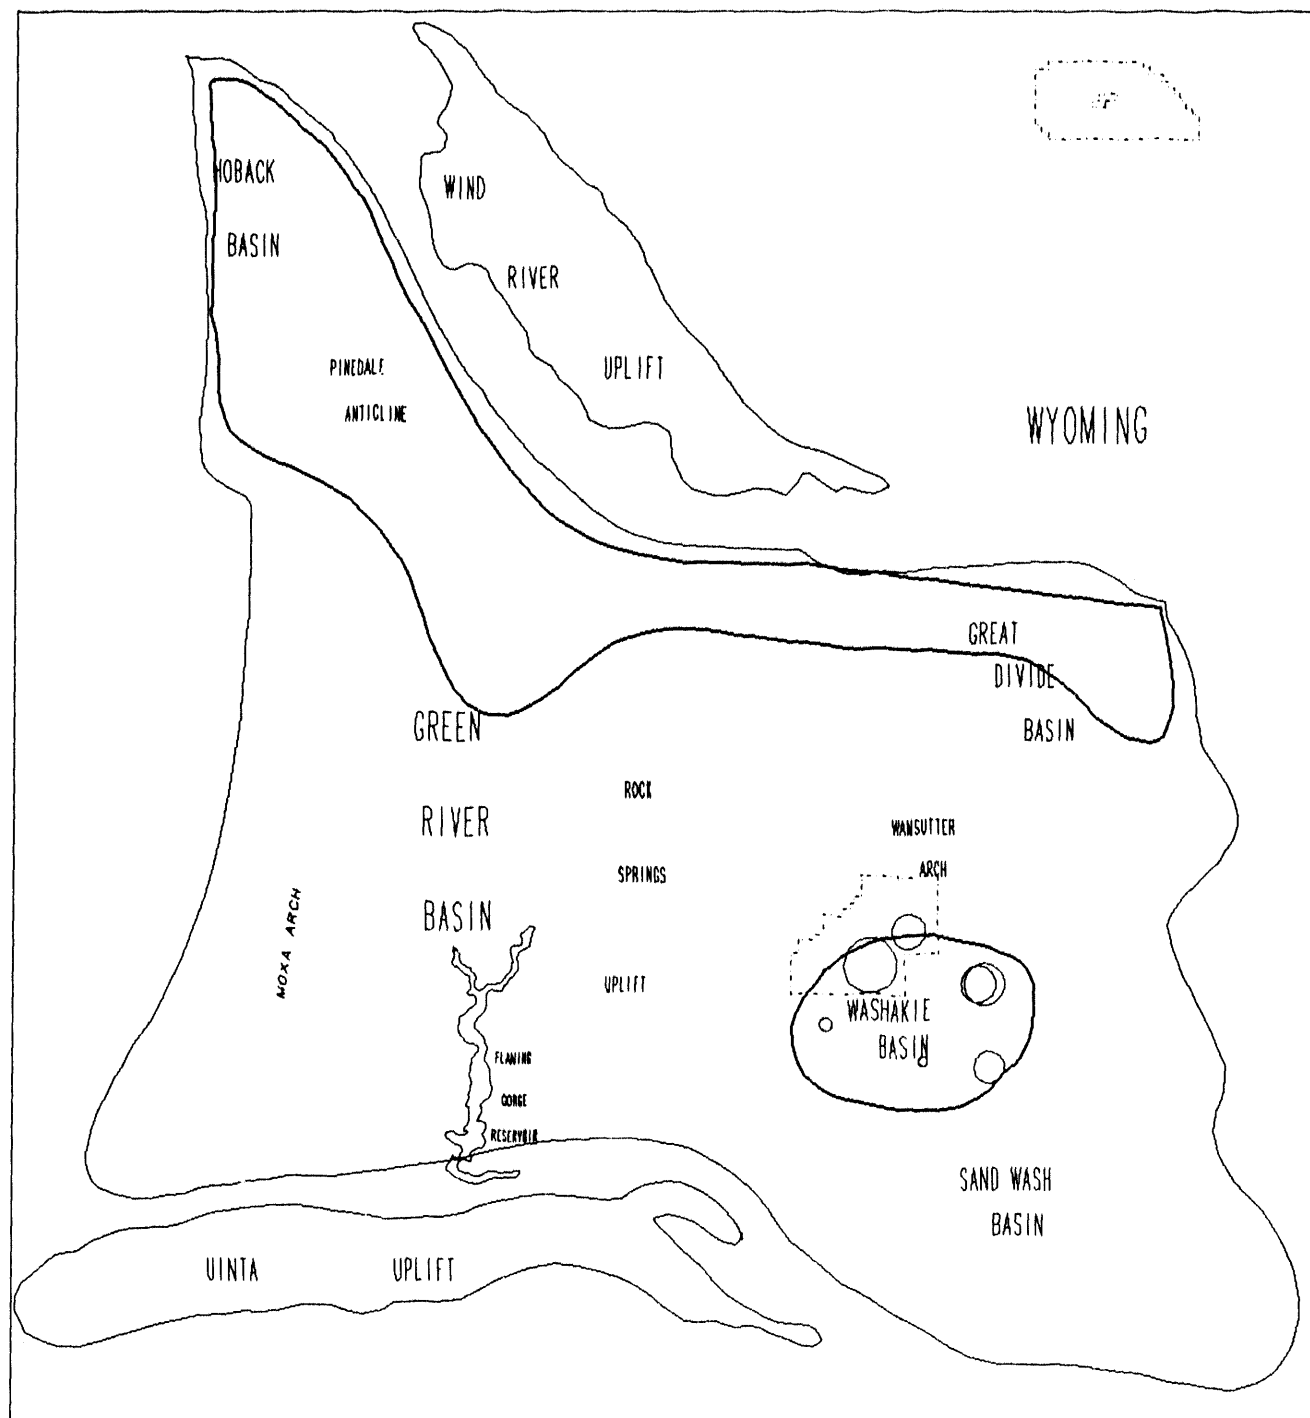 HOBACK
BASIN
WIND
RIVER
UPLIFT
PINEDALE
ANTICLINE
WYOMING
GREAT
DIVIDE
BASIN
GREEN
RIVER
BASIN
ROCK
SPRINGS
UPLIFT
WAMSUTTER
ARCH
MOXA ARCH
WASHAKIE
BASIN
FLAMING
GORGE
RESERVOIR
SAND WASH
BASIN
UINTA UPLIFT